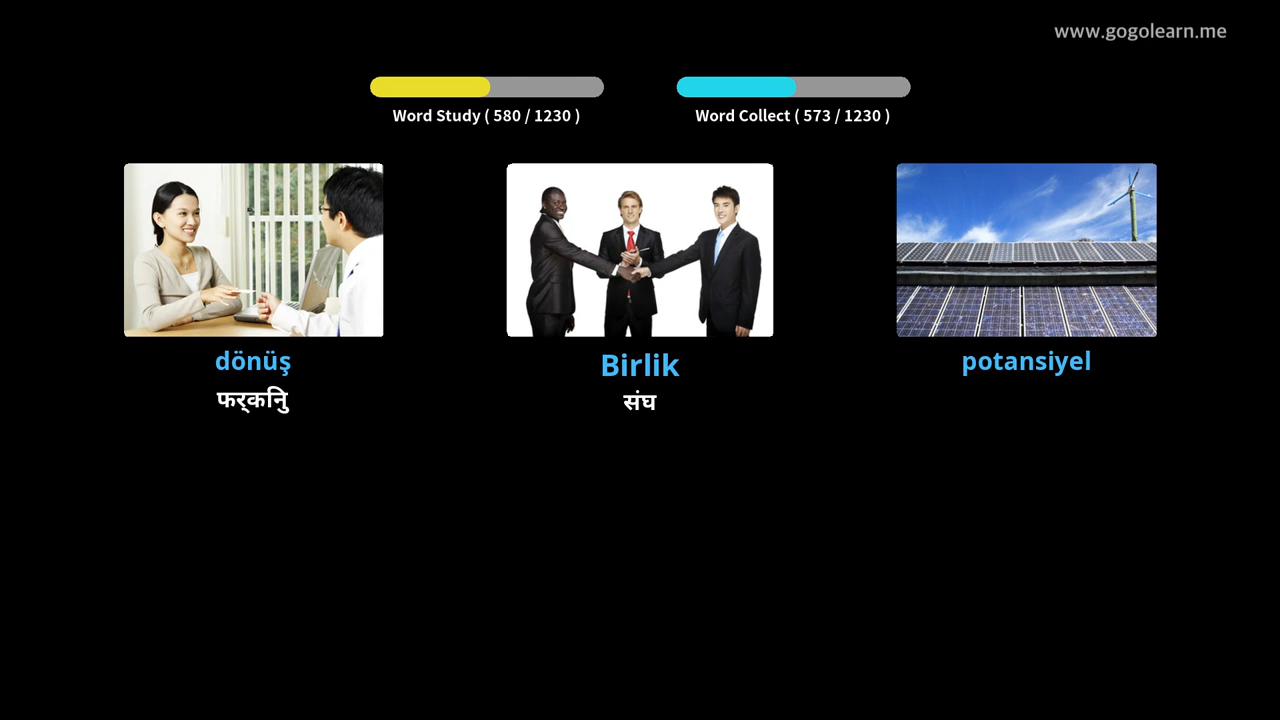 www.gogolearn.me
Word Study ( 580 / 1230 )
Word Collect ( 573 / 1230 )
dönüş
Birlik
potansiyel
फर्कनुि
संघ